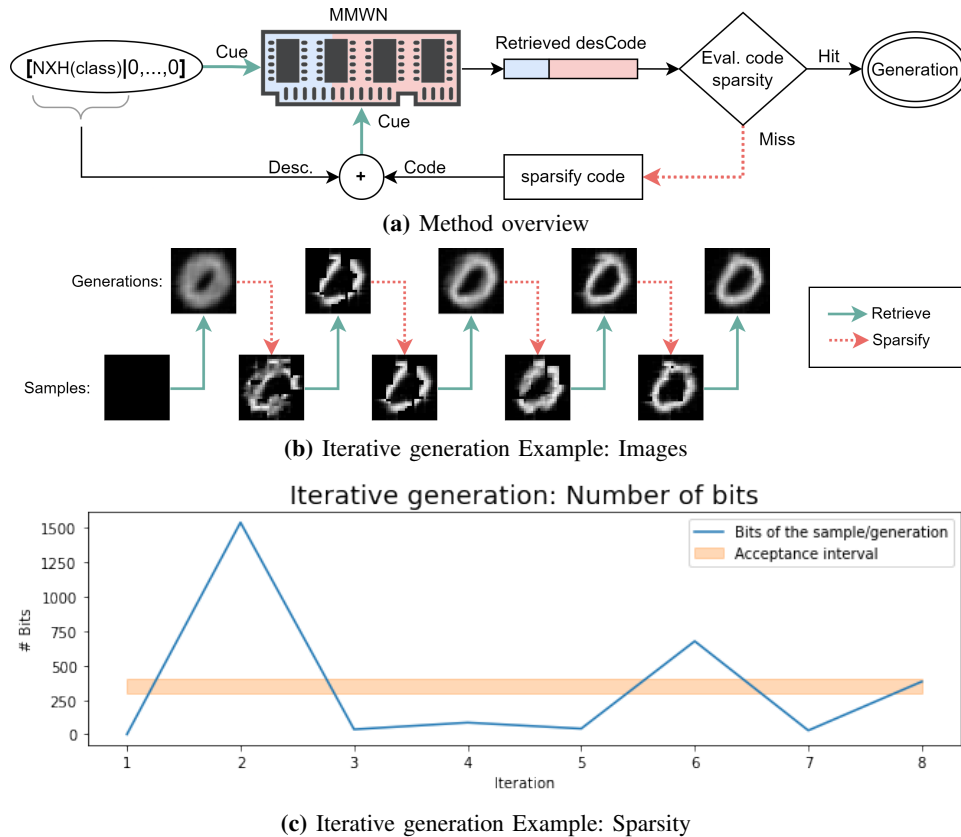 MMWN
[NXH(class)|0,...,0]
Cue
Retrieved desCode
Eval. code
sparsity
Hit
Generation
Cue
Miss
Desc.
+
Code
sparsify code
(a) Method overview
Generations:
Samples:
Retrieve
Sparsify
(b) Iterative generation Example: Images
Iterative generation: Number of bits
Bits of the sample/generation
Acceptance interval
# Bits
1500
1250
1000
750
500
250
0
1 2 3 4 5 6 7 8
Iteration
(c) Iterative generation Example: Sparsity